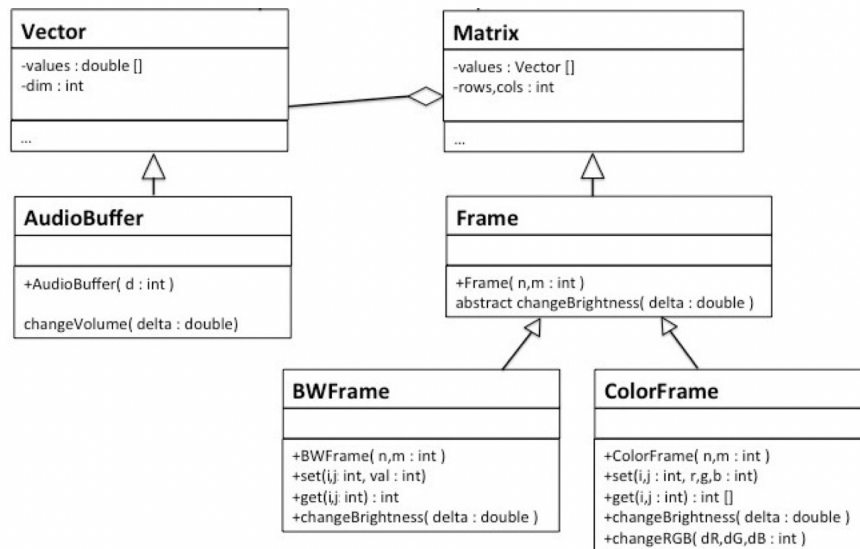 Vector
-values : double []
-dim : int
...
Matrix
-values : Vector []
-rows,cols : int
...
AudioBuffer
+AudioBuffer( d : int )
changeVolume( delta : double)
Frame
+Frame( n,m : int )
abstract changeBrightness( delta : double )
BWFrame
+BWFrame( n,m : int )
+set(i,j: int, val : int)
+get(i,j: int) : int
+changeBrightness( delta : double )
ColorFrame
+ColorFrame( n,m : int )
+set(i,j : int, r,g,b : int)
+get(i,j : int) : int []
+changeBrightness( delta : double )
+changeRGB( dR,dG,dB : int )